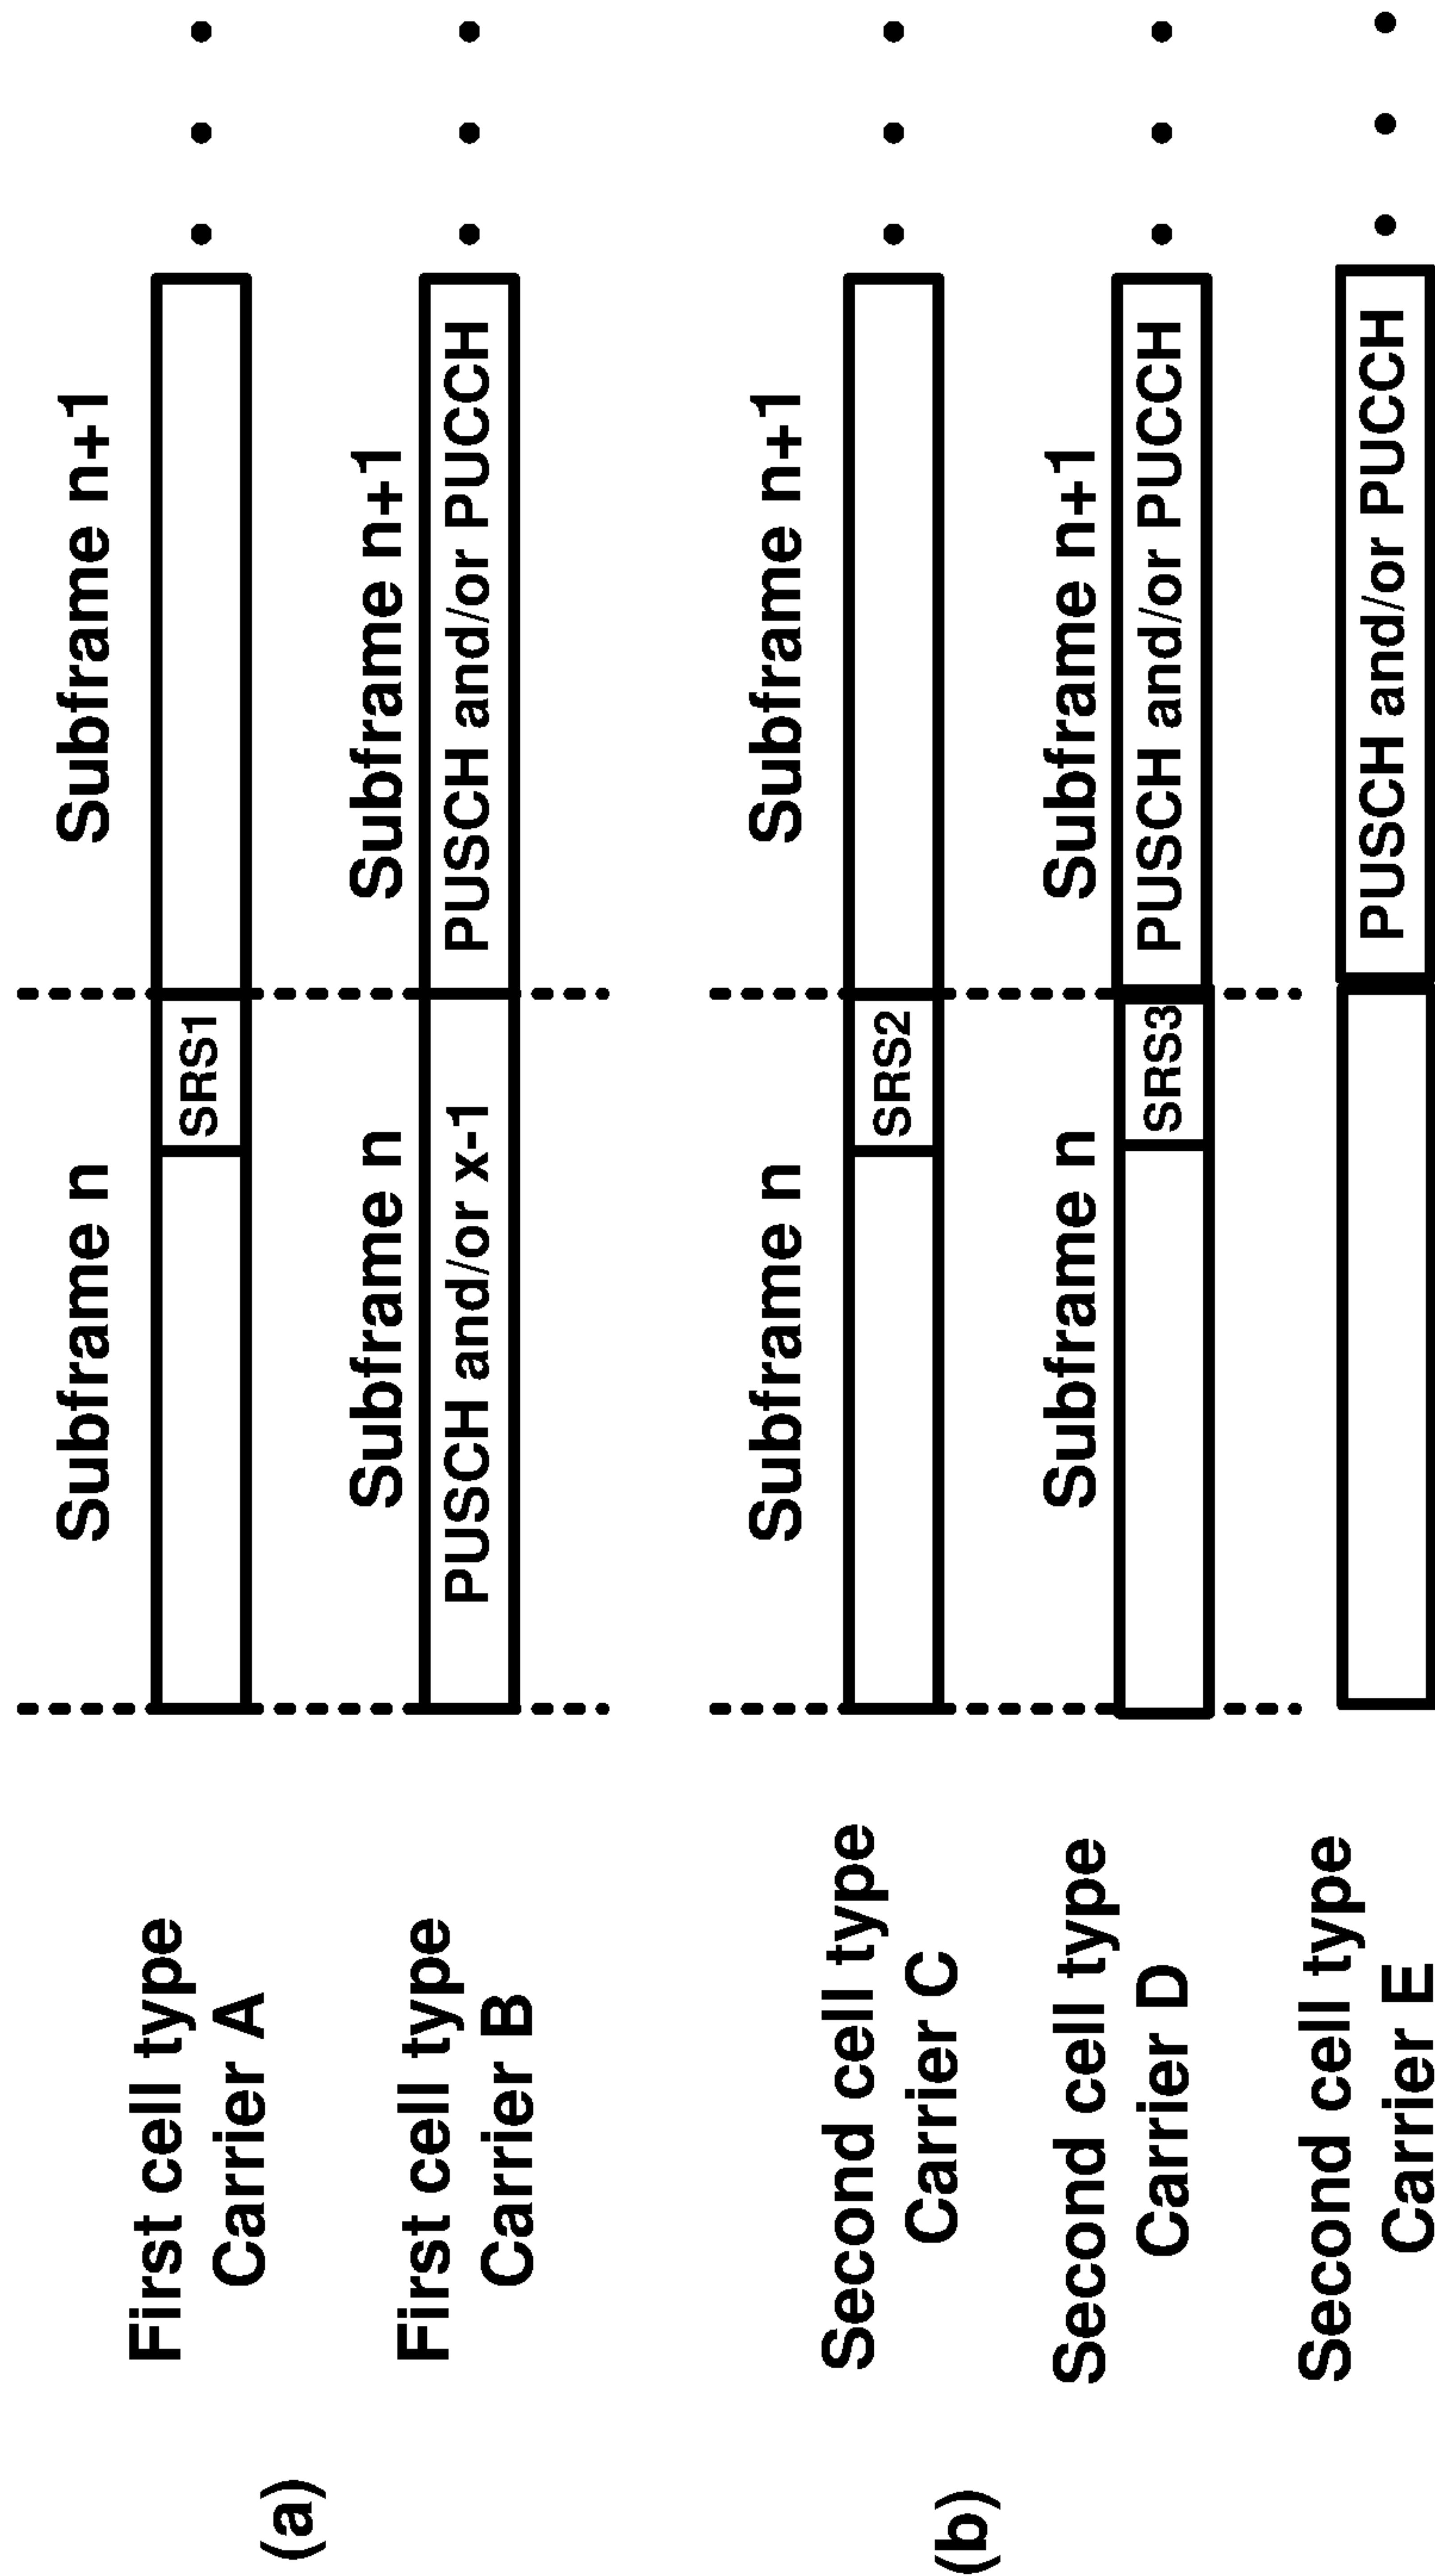 (a)
Subframe n
Subframe n+1
First cell type
Carrier A
SRS1
Subframe n
Subframe n+1
First cell type
Carrier B
PUSCH and/or x-1
PUSCH and/or PUCCH
(b)
Subframe n
Subframe n+1
Second cell type
Carrier C
SRS2
Subframe n
Subframe n+1
Second cell type
Carrier D
SRS3
PUSCH and/or PUCCH
Second cell type
Carrier E
PUSCH and/or PUCCH